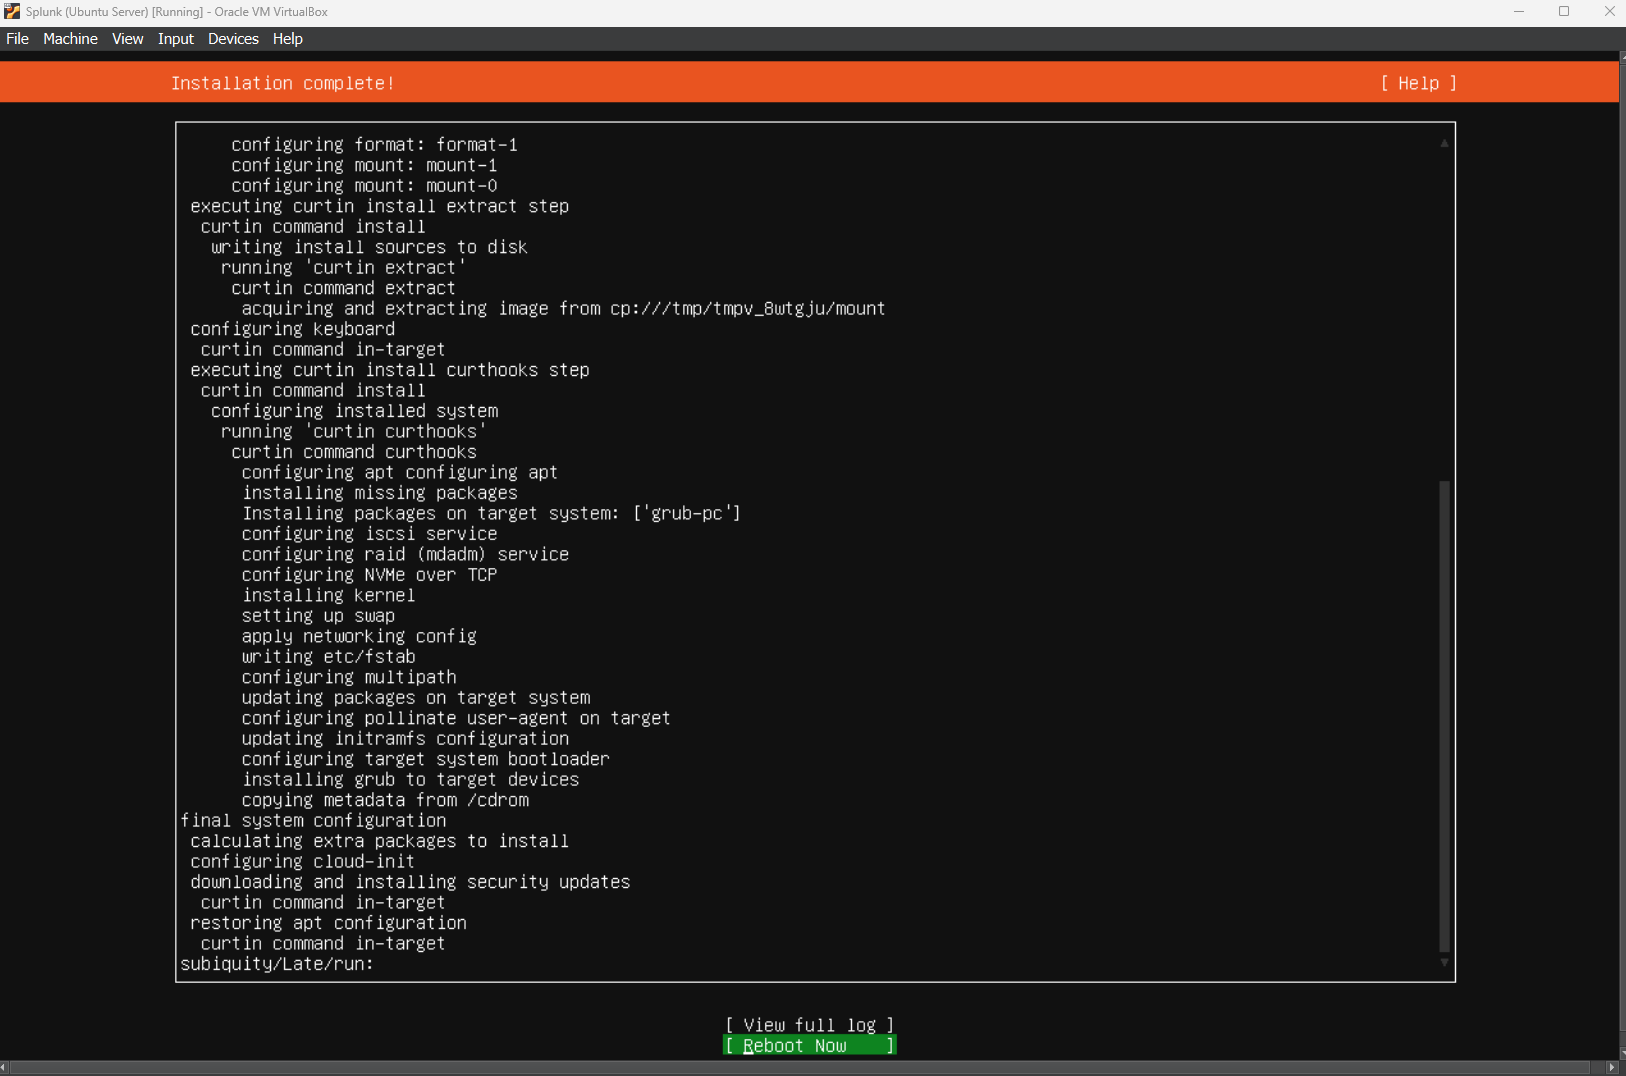 Splunk (Ubuntu Server) [Running] - Oracle VM VirtualBox
File Machine View Input Devices Help
Installation complete! [ Help ]
configuring format: format-1
configuring mount: mount-1
configuring mount: mount-0
executing curtin install extract step
curtin command install
writing install sources to disk
running 'curtin extract'
curtin command extract
acquiring and extracting image from cp:///tmp/tmpv_8wtgju/mount
configuring keyboard
curtin command in-target
executing curtin install curthooks step
curtin command install
configuring installed system
running 'curtin curthooks'
curtin command curthooks
configuring apt configuring apt
installing missing packages
Installing packages on target system: ['grub-pc']
configuring iscsi service
configuring raid (mdadm) service
configuring NVMe over TCP
installing kernel
setting up swap
apply networking config
writing etc/fstab
configuring multipath
updating packages on target system
configuring pollinate user-agent on target
updating initramfs configuration
configuring target system bootloader
installing grub to target devices
copying metadata from /cdrom
final system configuration
calculating extra packages to install
configuring cloud-init
downloading and installing security updates
curtin command in-target
restoring apt configuration
curtin command in-target
subiquity/Late/run:
[ View full log ]
[ Reboot Now ]